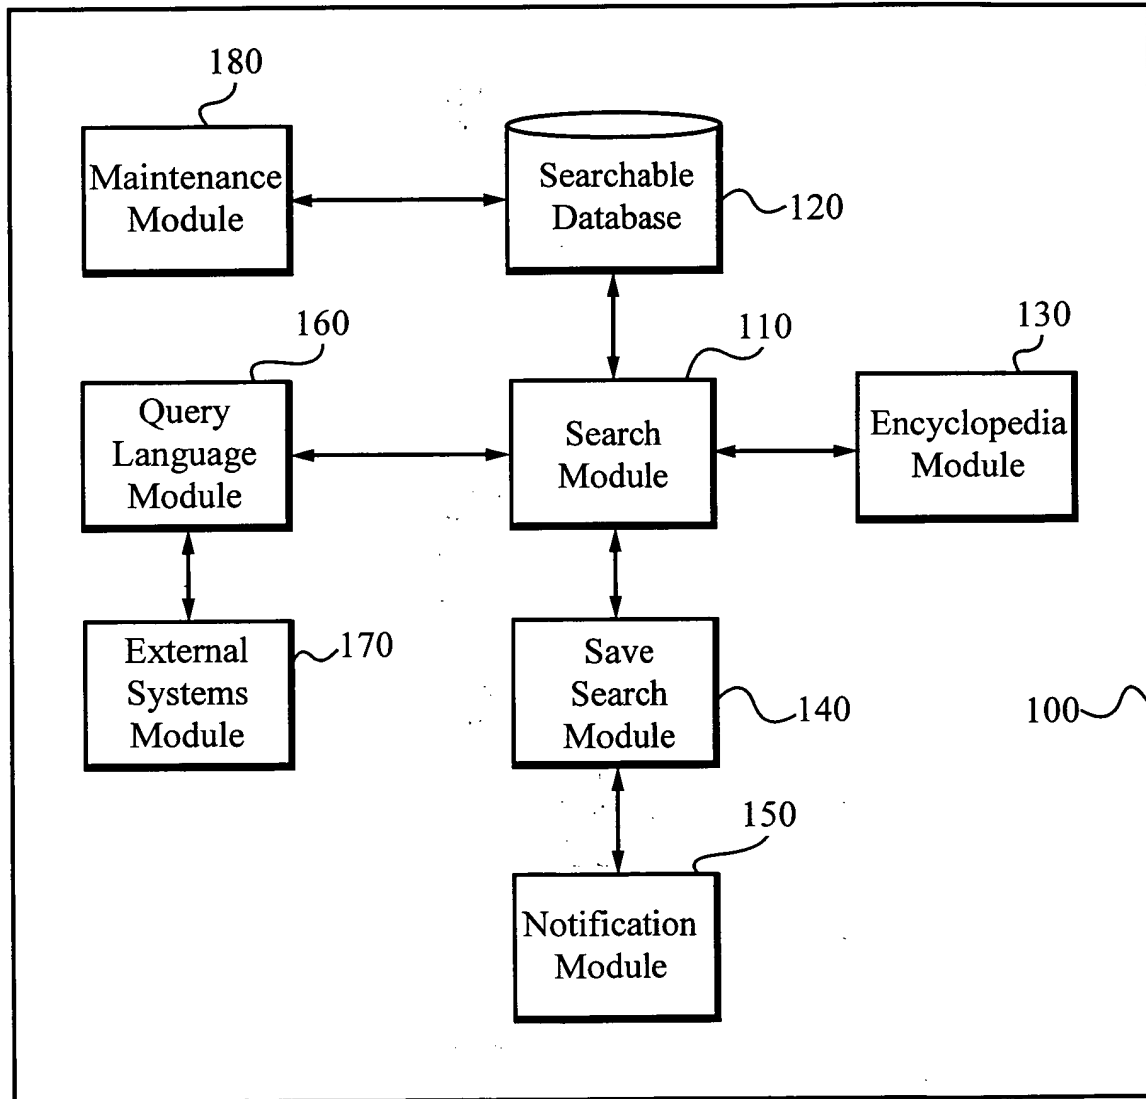 180
Maintenance
Module
Searchable
Database
120
160
110
130
Query
Language
Module
Search
Module
Encyclopedia
Module
External
Systems
Module
170
Save
Search
Module
140
100
150
Notification
Module